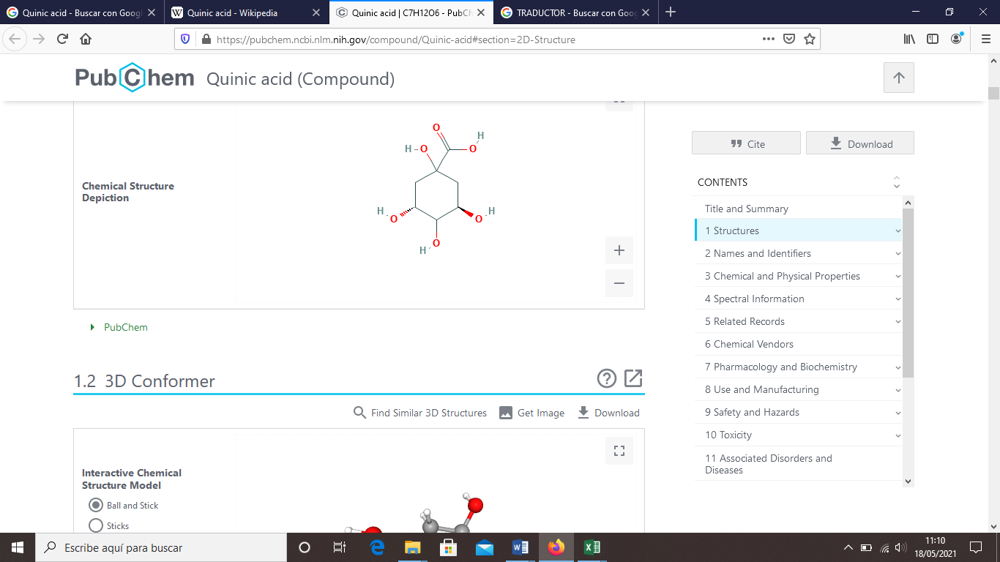 Quinic acid - Buscar con Goog
Quinic acid - Wikipedia
Quinic acid | C7H12O6 - PubCh
TRADUCTOR - Buscar con Goog
https://pubchem.ncbi.nlm.nih.gov/compound/Quinic-acid#section=2D-Structure
PubChem Quinic acid (Compound)
Chemical Structure
Depiction
O
H
H - O
O
H
O
O
H
O
H
PubChem
1.2 3D Conformer
Find Similar 3D Structures
Get Image
Download
Interactive Chemical
Structure Model
Ball and Stick
Sticks
Cite
Download
CONTENTS
Title and Summary
1 Structures
2 Names and Identifiers
3 Chemical and Physical Properties
4 Spectral Information
5 Related Records
6 Chemical Vendors
7 Pharmacology and Biochemistry
8 Use and Manufacturing
9 Safety and Hazards
10 Toxicity
11 Associated Disorders and
Diseases
Escribe aquí para buscar
11:10
18/05/2021